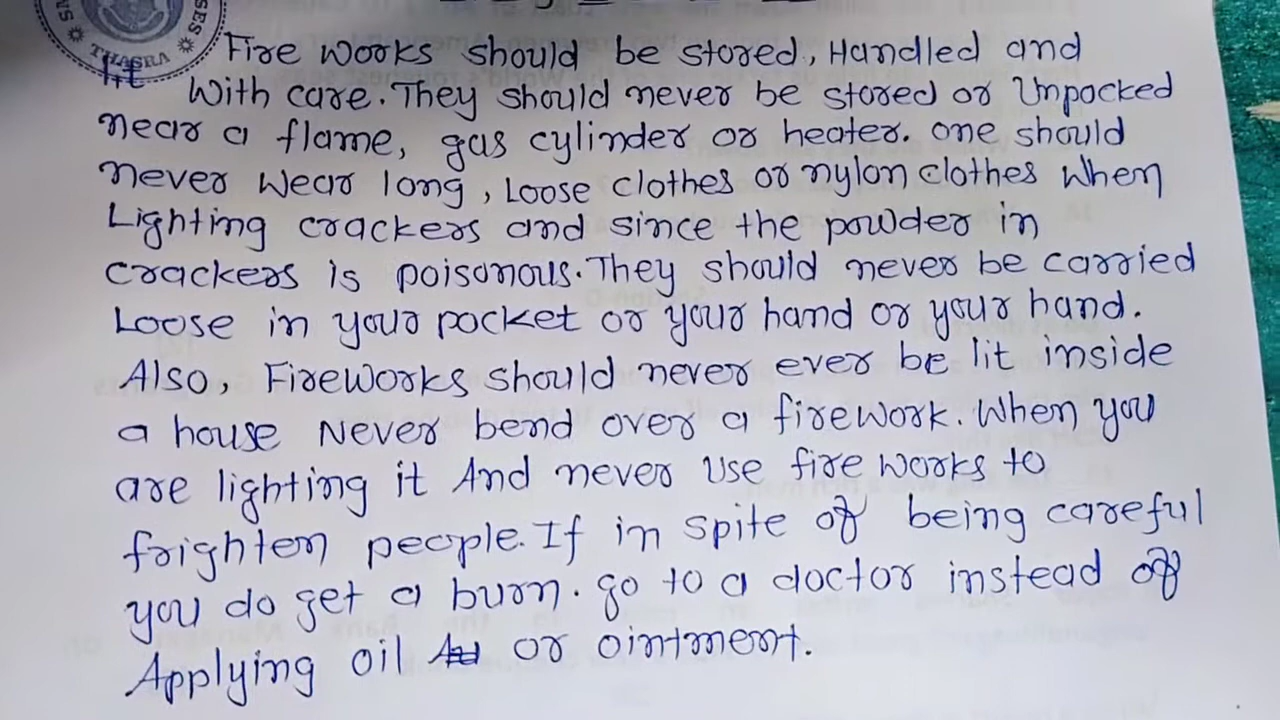 SES
THASRA
Fire works should be stored, Handled and
lit With care. They should never be stored or Unpacked
near a flame, gas cylinder or heater. one should
never wear long, Loose clothes or nylon clothes When
Lighting crackers and since the powder in
crackers is poisonous. They should never be carried
Loose in your pocket or your hand or your hand.
Also, Fireworks should never ever be lit inside
a house Never bend over a firework. When you
are lighting it And never use fire works to
frighten people. If in spite of being careful
you do get a burn. go to a doctor instead of
Applying oil or ointment.